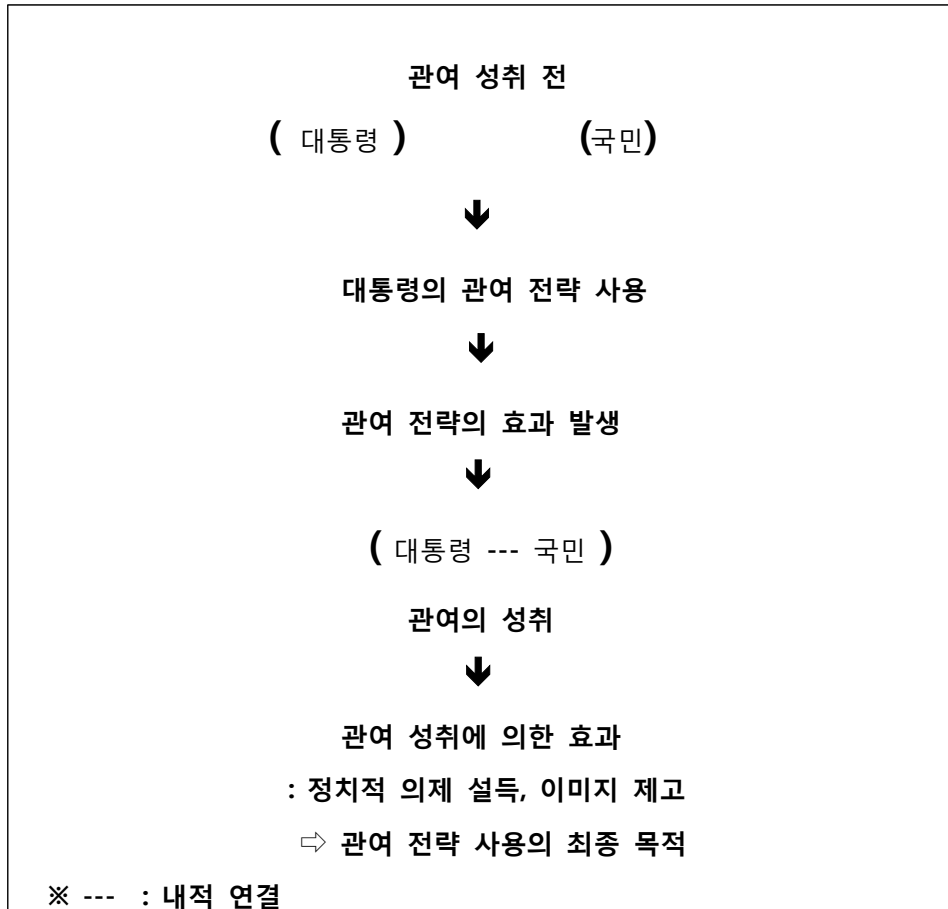 관여 성취 전
( 대통령 ) (국민)
🡻
대통령의 관여 전략 사용
🡻
관여 전략의 효과 발생
🡻
( 대통령 --- 국민 )
관여의 성취
🡻
관여 성취에 의한 효과
: 정치적 의제 설득, 이미지 제고
⇨ 관여 전략 사용의 최종 목적
※ --- : 내적 연결